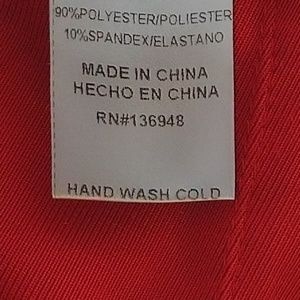 90%POLYESTER/POLIESTER
10%SPANDEX/ELASTANO
MADE IN CHINA
HECHO EN CHINA
RN#136948
HAND WASH COLD